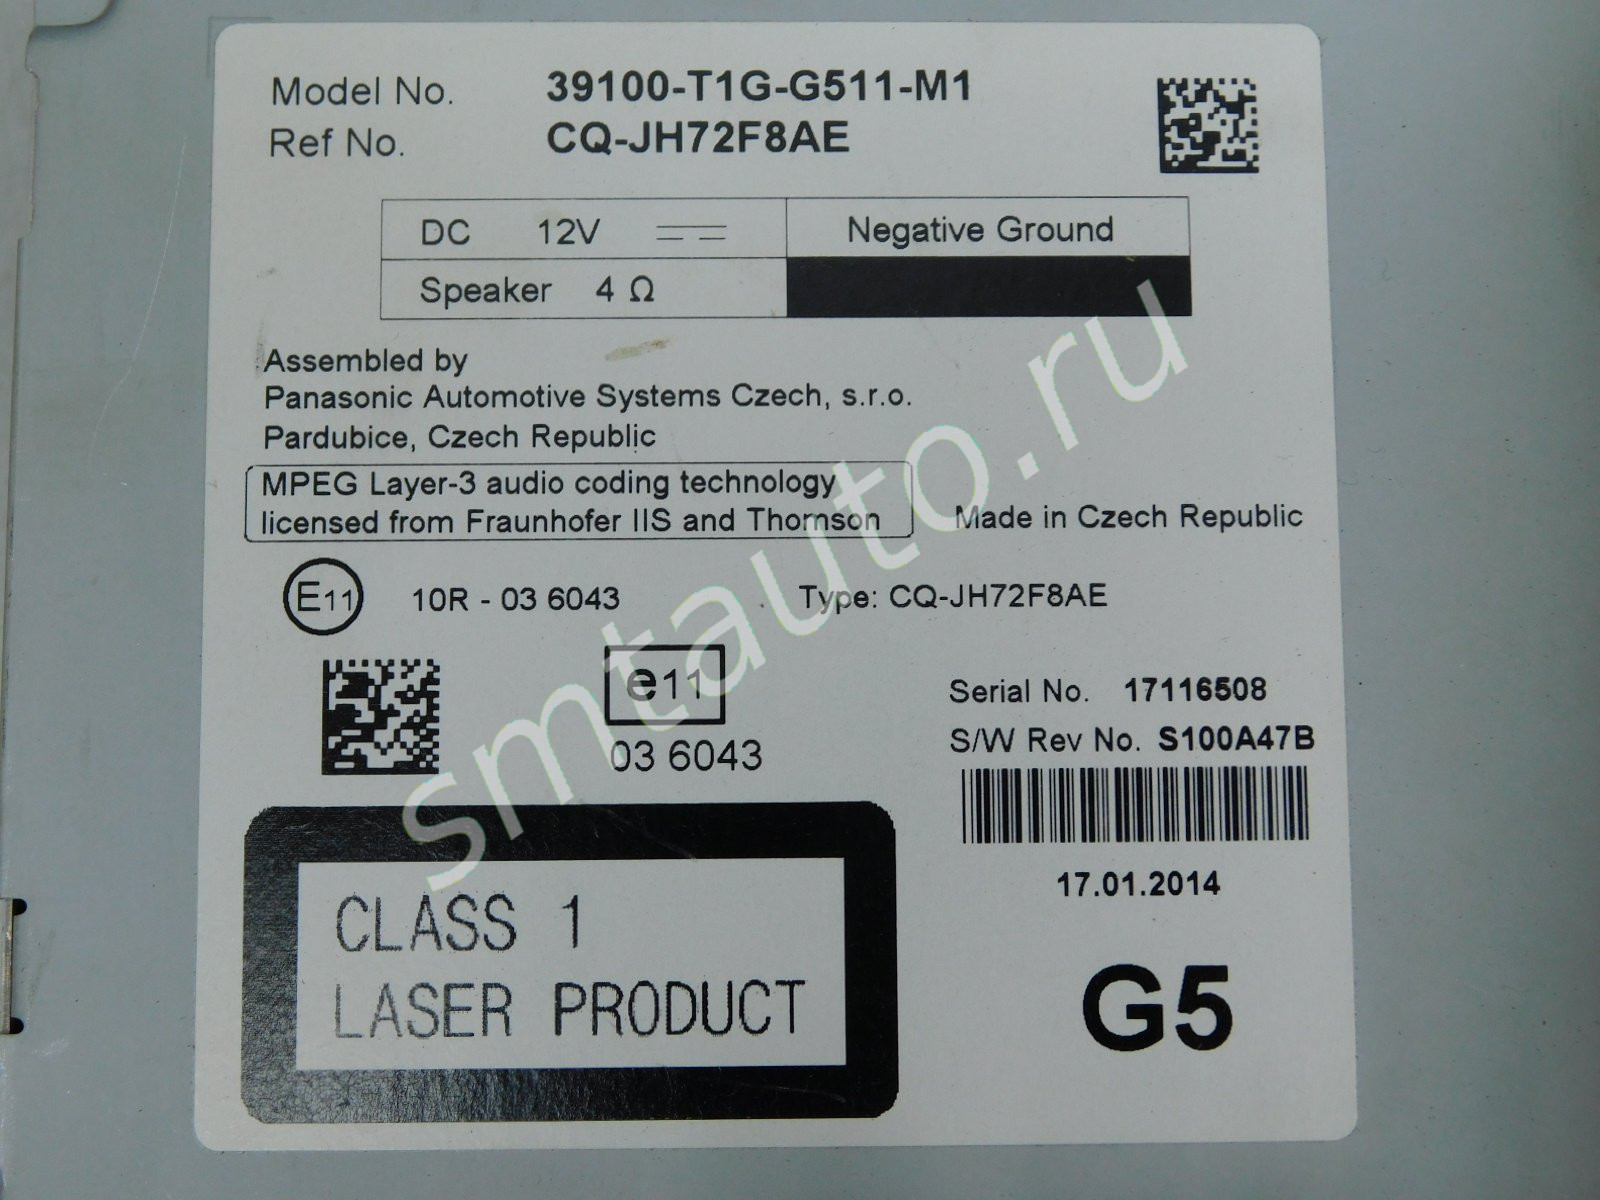 Model No. 39100-T1G-G511-M1
Ref No. CQ-JH72F8AE
DC 12V Negative Ground
Speaker 4 Ω
Assembled by
Panasonic Automotive Systems Czech, s.r.o.
Pardubice, Czech Republic
MPEG Layer-3 audio coding technology
licensed from Fraunhofer IIS and Thomson
Made in Czech Republic
E11 10R - 03 6043 Type: CQ-JH72F8AE
e11
03 6043
Serial No. 17116508
S/W Rev No. S100A47B
17.01.2014
CLASS 1
LASER PRODUCT
G5
smtauto.ru